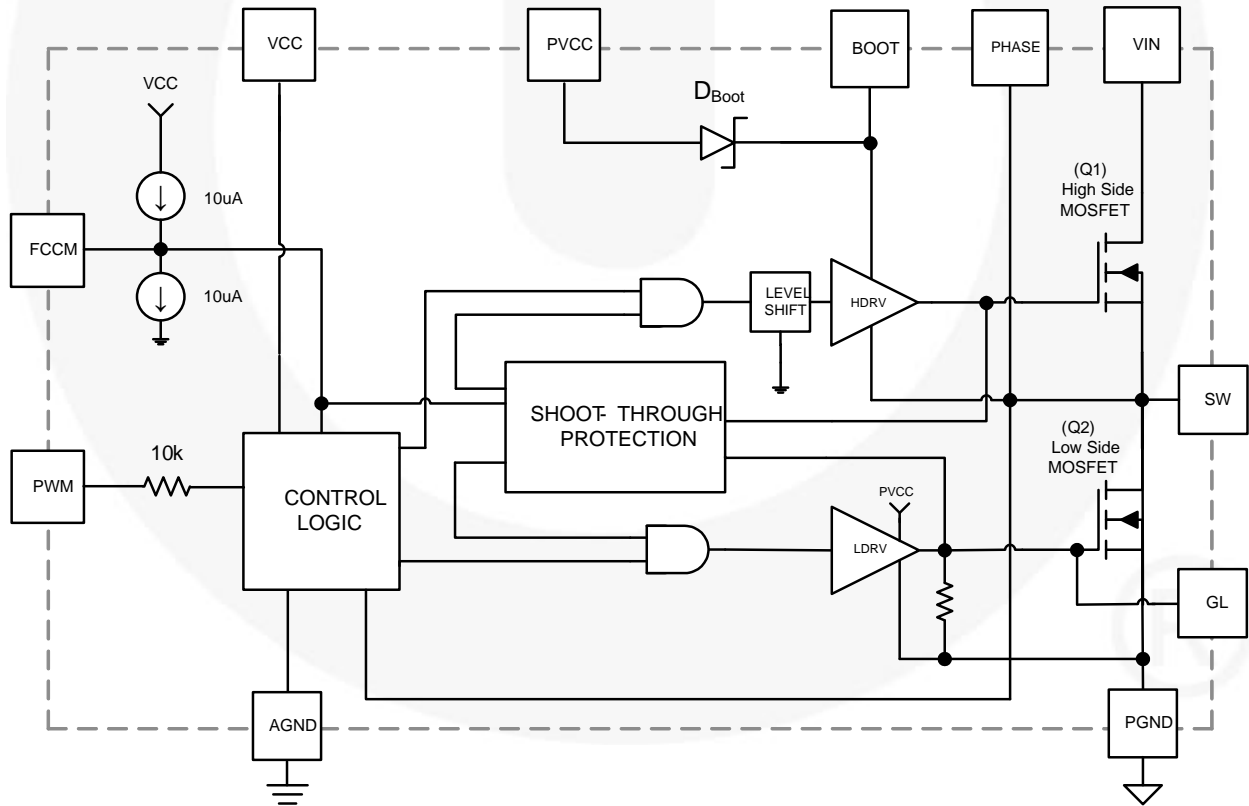 VCC
PVCC
BOOT
PHASE
VIN
VCC
DBoot
(Q1)
High Side
MOSFET
10uA
FCCM
10uA
LEVEL
SHIFT
HDRV
SHOOT- THROUGH
PROTECTION
SW
(Q2)
Low Side
MOSFET
10k
PWM
CONTROL
LOGIC
PVCC
LDRV
GL
AGND
PGND
®